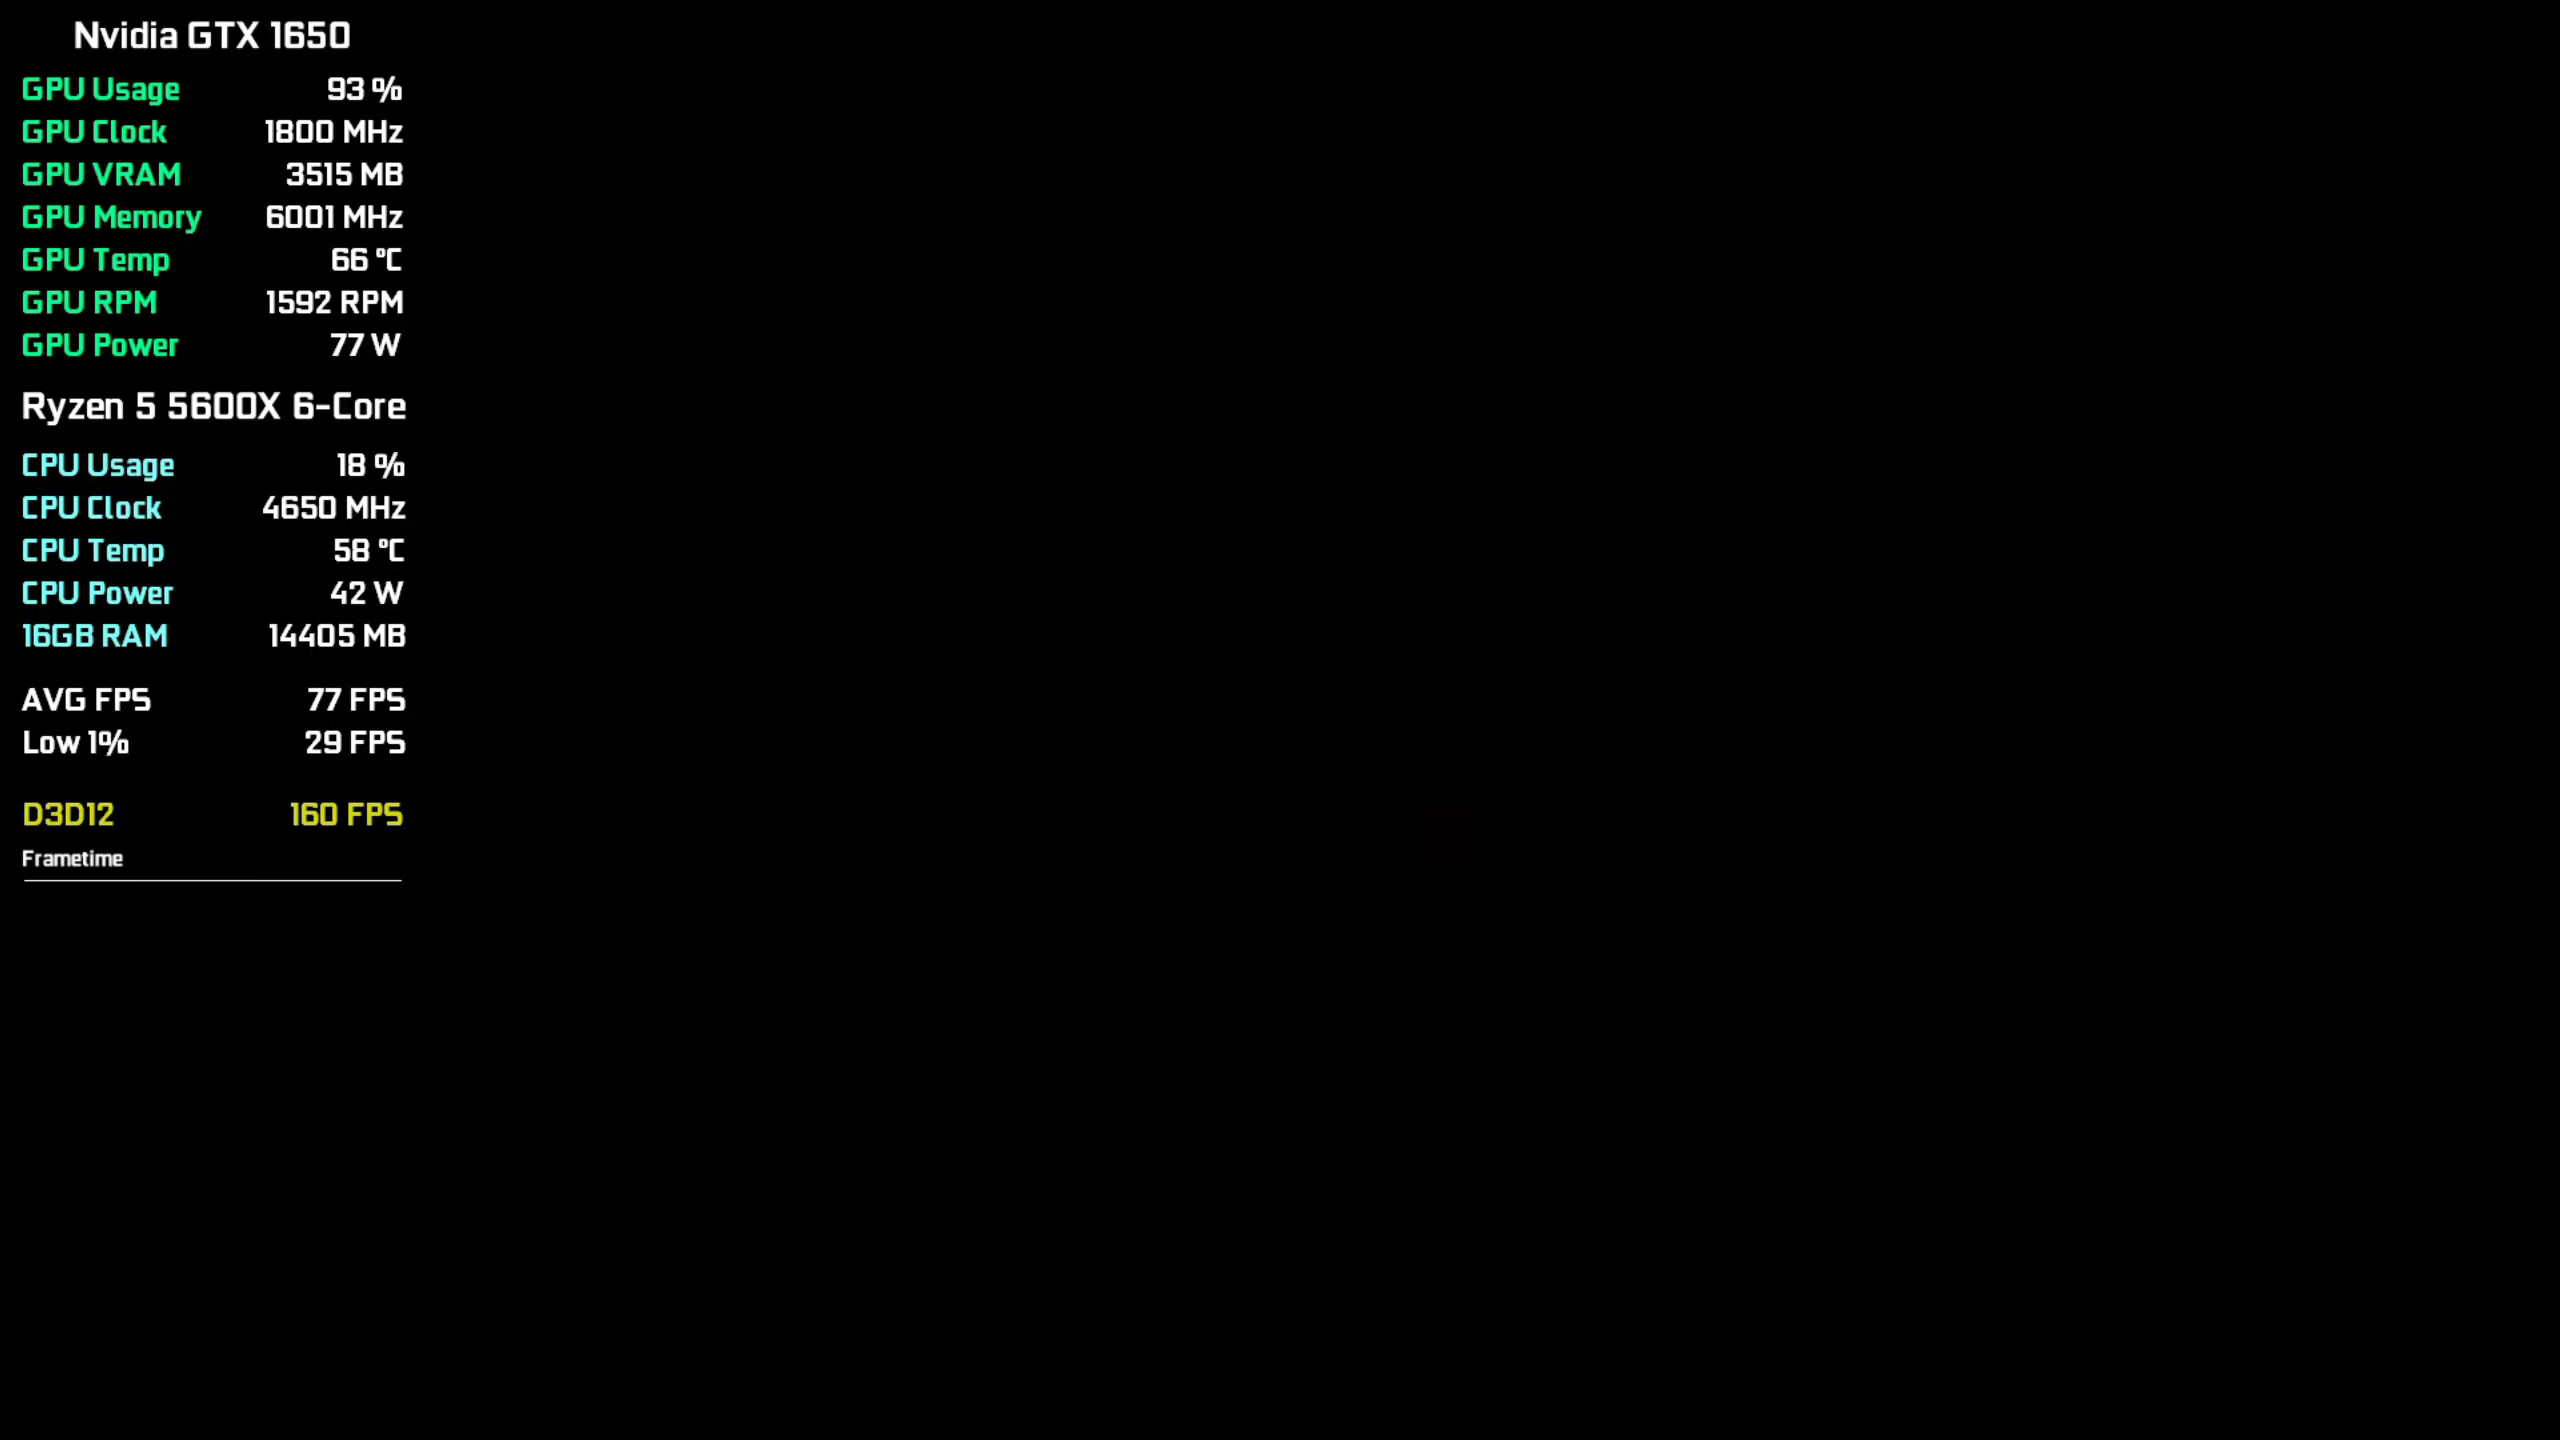 Nvidia GTX 1650
GPU Usage 93 %
GPU Clock 1800 MHz
GPU VRAM 3515 MB
GPU Memory 6001 MHz
GPU Temp 66 °C
GPU RPM 1592 RPM
GPU Power 77 W
Ryzen 5 5600X 6-Core
CPU Usage 18 %
CPU Clock 4650 MHz
CPU Temp 58 °C
CPU Power 42 W
16GB RAM 14405 MB
AVG FPS 77 FPS
Low 1% 29 FPS
D3D12 160 FPS
Frametime